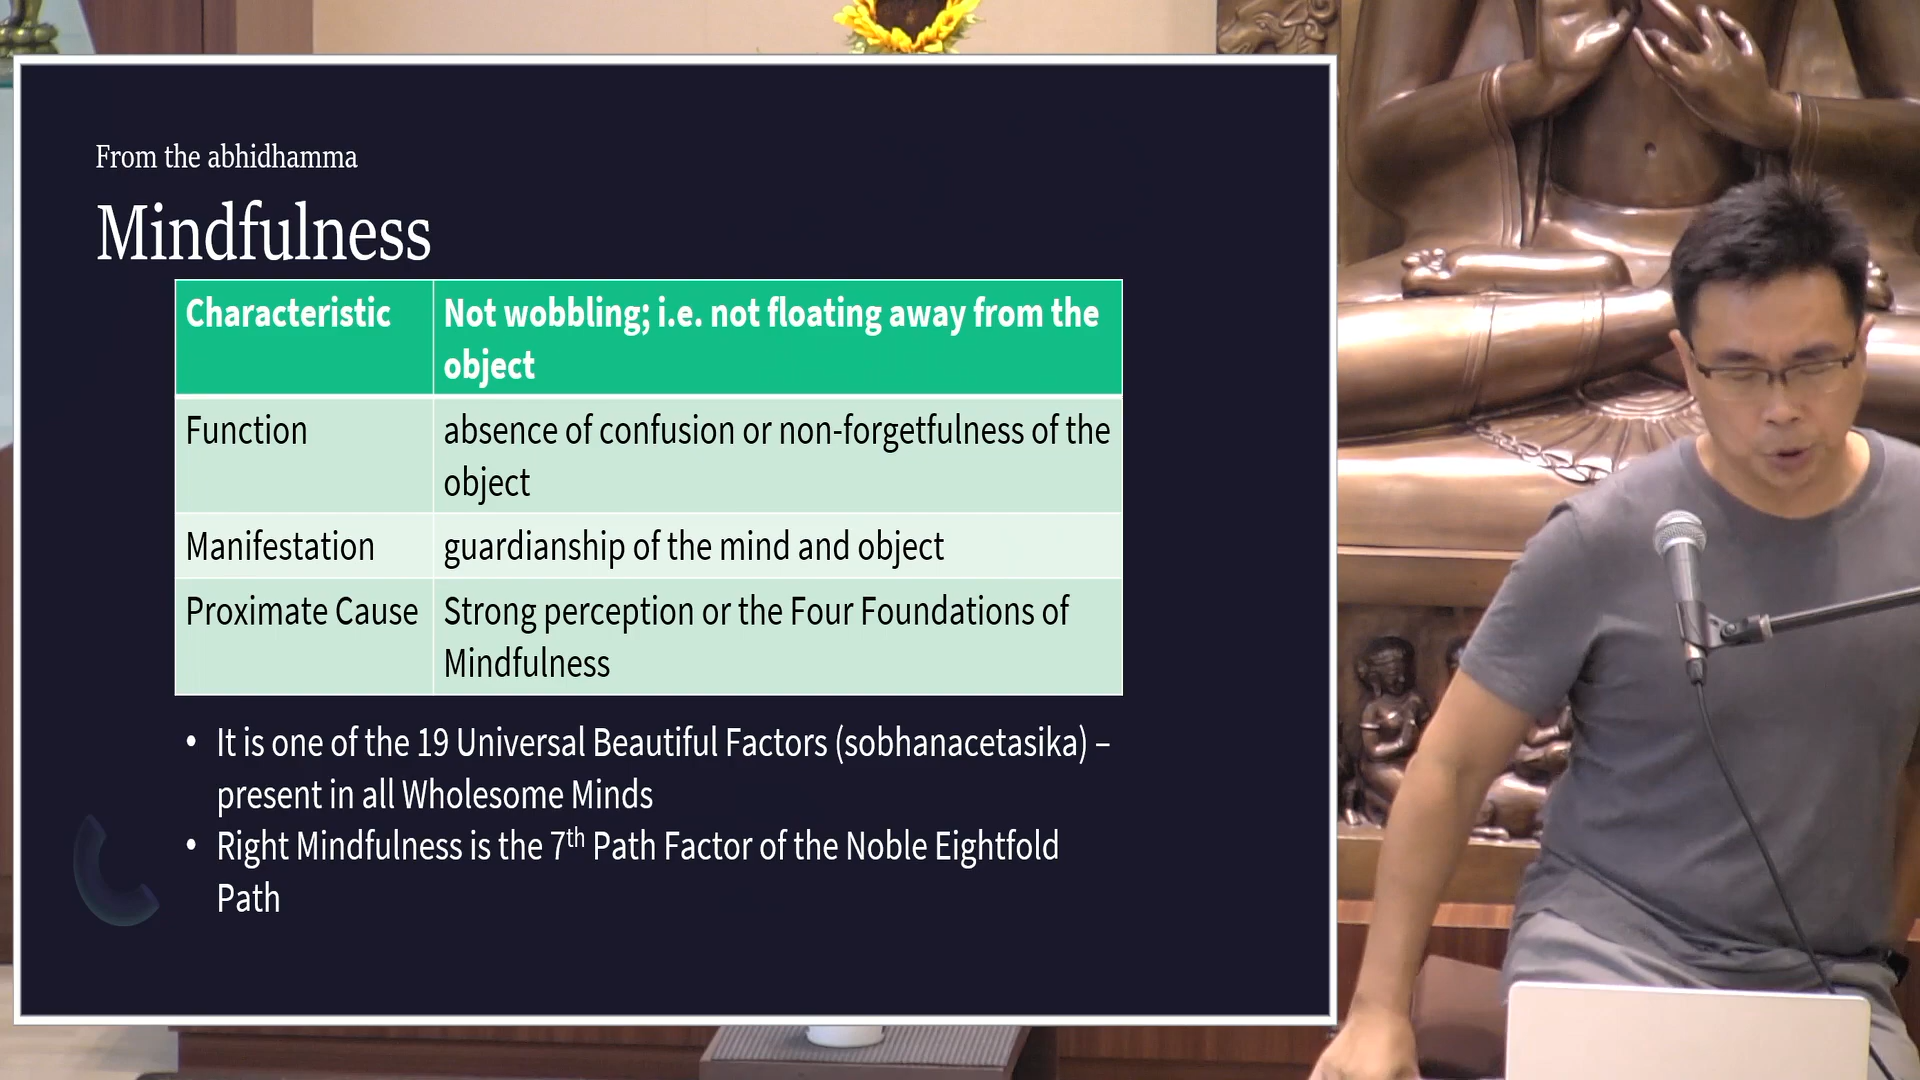 From the abhidhamma
Mindfulness
Characteristic
Not wobbling; i.e. not floating away from the
object
Function
absence of confusion or non-forgetfulness of the
object
Manifestation
guardianship of the mind and object
Proximate Cause
Strong perception or the Four Foundations of
Mindfulness
• It is one of the 19 Universal Beautiful Factors (sobhanacetasika) –
present in all Wholesome Minds
• Right Mindfulness is the 7th Path Factor of the Noble Eightfold
Path